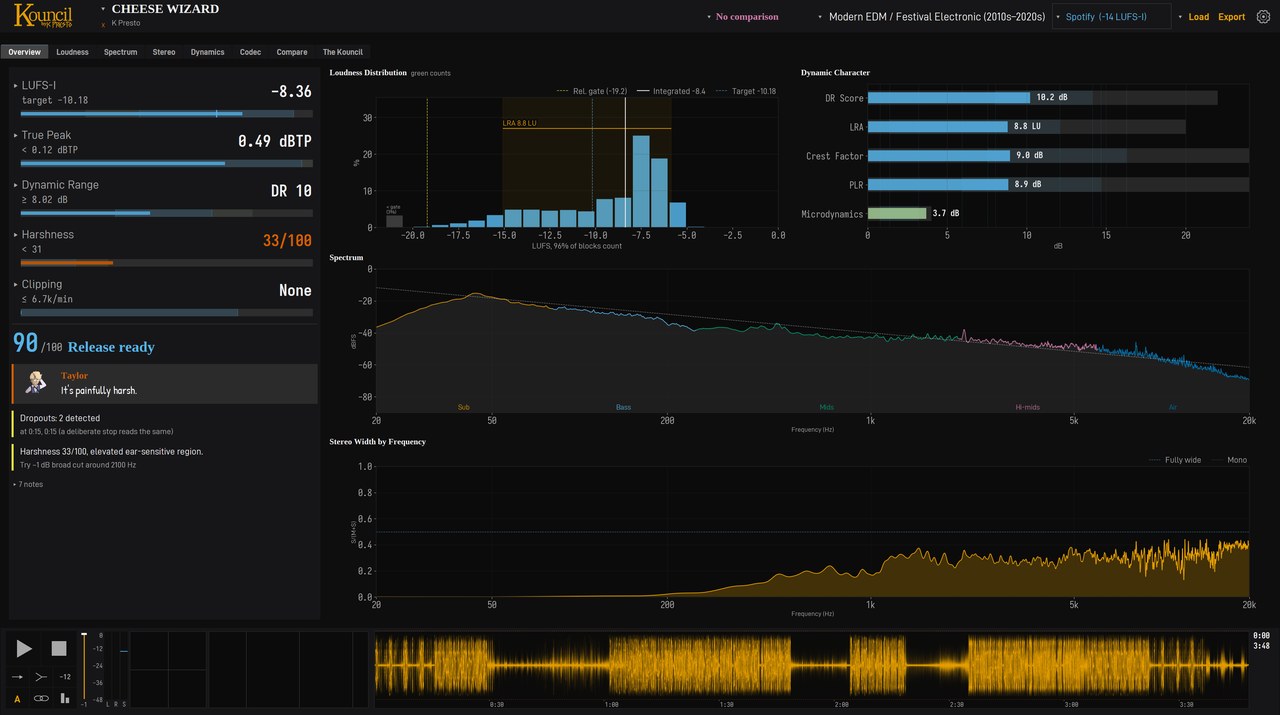 Kouncil
by K Presto
CHEESE WIZARD
x K Presto
No comparison
Modern EDM / Festival Electronic (2010s–2020s)
Spotify (-14 LUFS-I)
Load
Export
Overview Loudness Spectrum Stereo Dynamics Codec Compare The Kouncil
LUFS-I
target -10.18
-8.36
True Peak
< 0.12 dBTP
0.49 dBTP
Dynamic Range
≥ 8.02 dB
DR 10
Harshness
< 31
33/100
Clipping
≤ 6.7k/min
None
90 /100 Release ready
Taylor
It's painfully harsh.
Dropouts: 2 detected
at 0:15, 0:15 (a deliberate stop reads the same)
Harshness 33/100, elevated ear-sensitive region.
Try -1 dB broad cut around 2100 Hz
7 notes
Loudness Distribution green counts
Rel. gate (-19.2) Integrated -8.4 Target -10.18
LRA 8.8 LU
30
20
10
0
%
-20.0 -17.5 -15.0 -12.5 -10.0 -7.5 -5.0 -2.5 0.0
LUFS, 96% of blocks count
Dynamic Character
DR Score 10.2 dB
LRA 8.8 LU
Crest Factor 9.0 dB
PLR 8.9 dB
Microdynamics 3.7 dB
0 5 10 15 20
dB
Spectrum
0
-20
-40
-60
-80
dBFS
Sub Bass Mids Hi-mids Air
20 50 200 1k 5k 20k
Frequency (Hz)
Stereo Width by Frequency
Fully wide Mono
1.0
0.8
0.6
0.4
0.2
0.0
S/(M+S)
20 50 200 1k 5k 20k
Frequency (Hz)
-12
A
-12
-24
-36
-48
-1 L R S
0:30 1:00 1:30 2:00 2:30 3:00 3:30
0:00
3:48